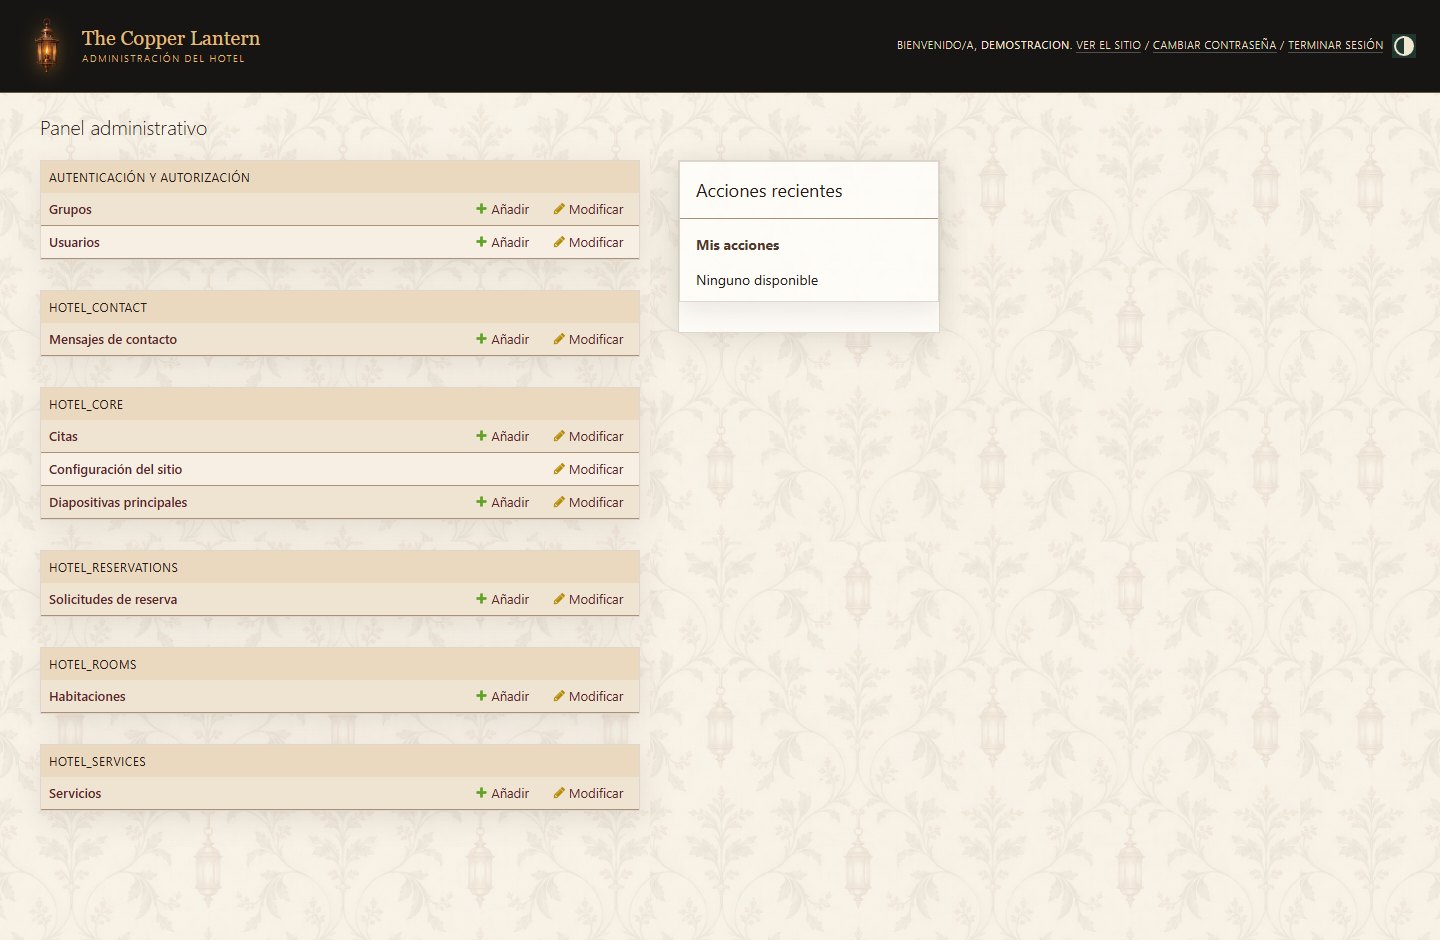 The Copper Lantern
ADMINISTRACIÓN DEL HOTEL
BIENVENIDO/A, DEMOSTRACION. VER EL SITIO / CAMBIAR CONTRASEÑA / TERMINAR SESIÓN
Panel administrativo
AUTENTICACIÓN Y AUTORIZACIÓN
Grupos Añadir Modificar
Usuarios Añadir Modificar
HOTEL_CONTACT
Mensajes de contacto Añadir Modificar
HOTEL_CORE
Citas Añadir Modificar
Configuración del sitio Modificar
Diapositivas principales Añadir Modificar
HOTEL_RESERVATIONS
Solicitudes de reserva Añadir Modificar
HOTEL_ROOMS
Habitaciones Añadir Modificar
HOTEL_SERVICES
Servicios Añadir Modificar
Acciones recientes
Mis acciones
Ninguno disponible